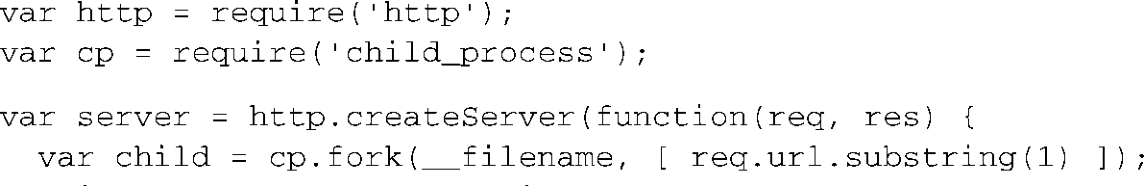 var http = require('http');
var cp = require('child_process');
var server = http.createServer(function(req, res) {
var child = cp.fork(__filename, [ req.url.substring(1) ]);